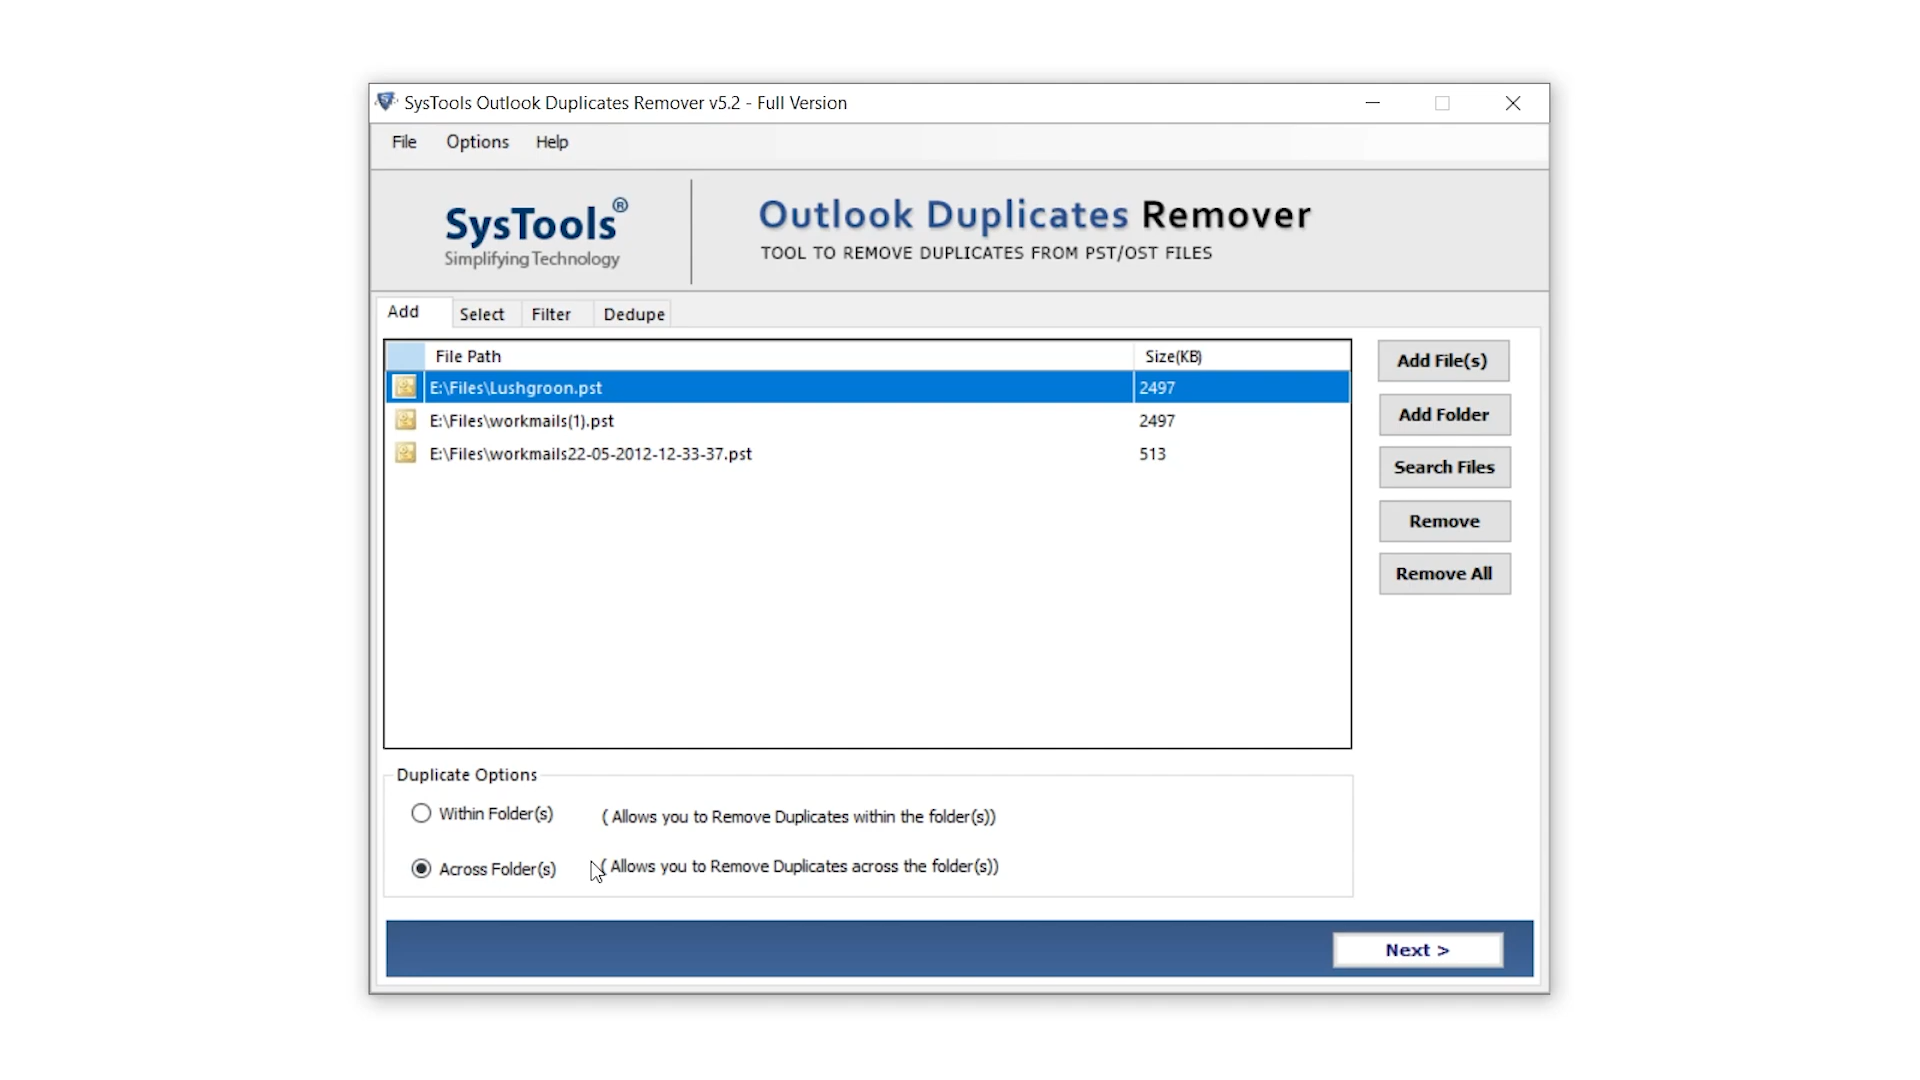 SysTools Outlook Duplicates Remover v5.2 - Full Version
File Options Help
SysTools®
Simplifying Technology
Outlook Duplicates Remover
TOOL TO REMOVE DUPLICATES FROM PST/OST FILES
Add Select Filter Dedupe
File Path Size(KB)
E:\Files\Lushgroon.pst 2497
E:\Files\workmails(1).pst 2497
E:\Files\workmails22-05-2012-12-33-37.pst 513
Add File(s)
Add Folder
Search Files
Remove
Remove All
Duplicate Options
Within Folder(s) ( Allows you to Remove Duplicates within the folder(s))
Across Folder(s) ( Allows you to Remove Duplicates across the folder(s))
Next >